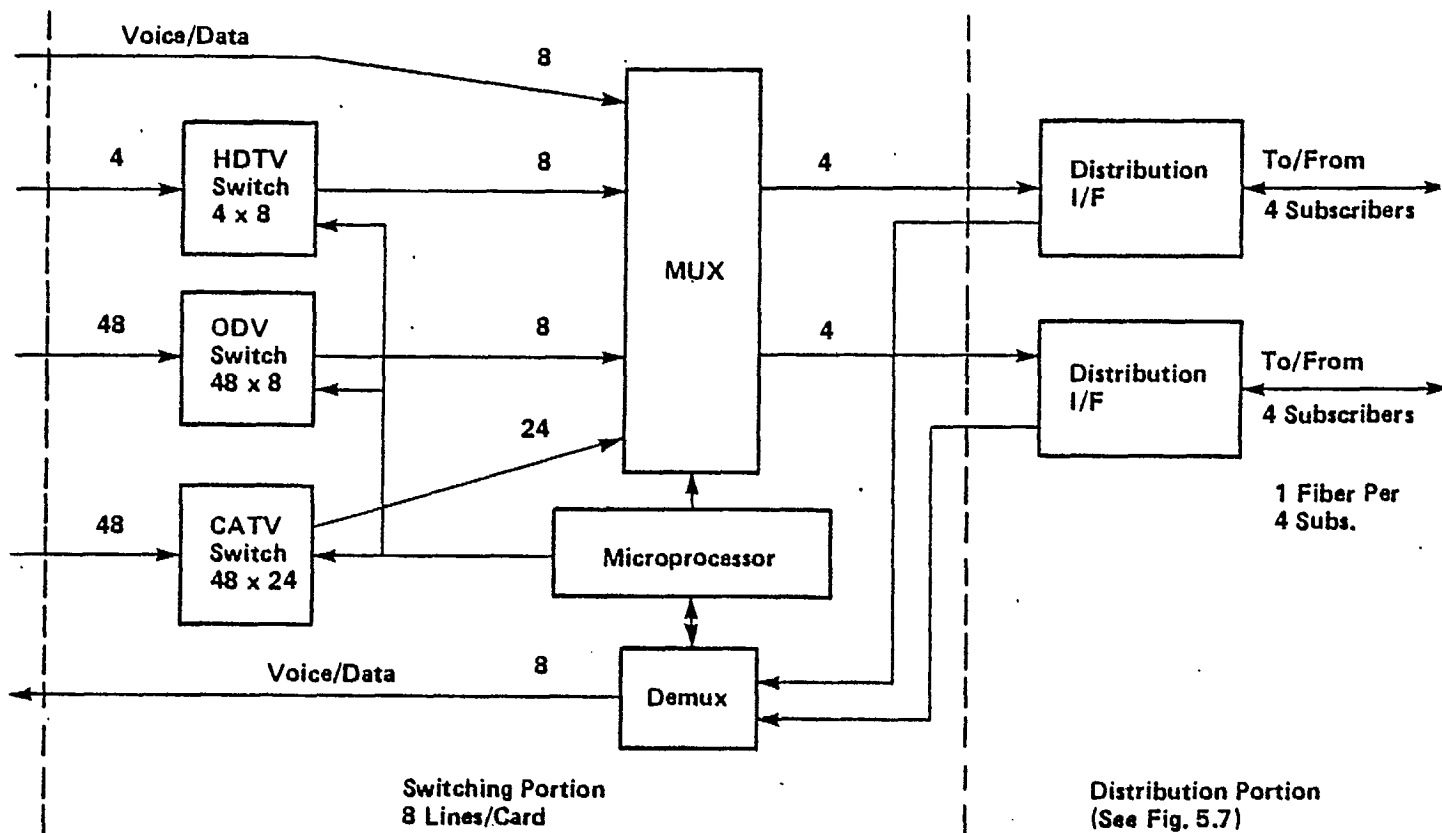 Voice/Data
8
4
HDTV
Switch
4 x 8
8
48
ODV
Switch
48 x 8
8
48
CATV
Switch
48 x 24
24
MUX
Microprocessor
Demux
Voice/Data
8
4
4
Distribution
I/F
To/From
4 Subscribers
Distribution
I/F
To/From
4 Subscribers
1 Fiber Per
4 Subs.
Switching Portion
8 Lines/Card
Distribution Portion
(See Fig. 5.7)